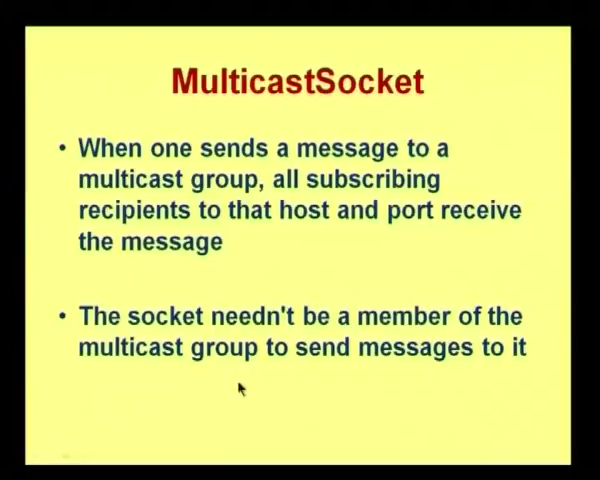 MulticastSocket
• When one sends a message to a
multicast group, all subscribing
recipients to that host and port receive
the message
• The socket needn't be a member of the
multicast group to send messages to it